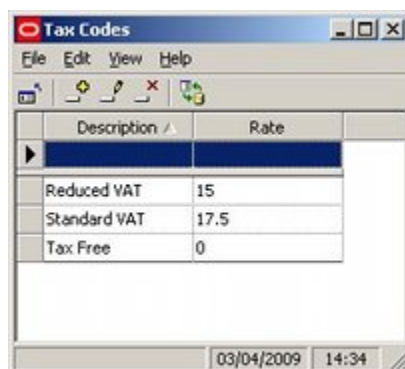 Tax Codes
File Edit View Help
Description Rate
Reduced VAT 15
Standard VAT 17.5
Tax Free 0
03/04/2009 14:34